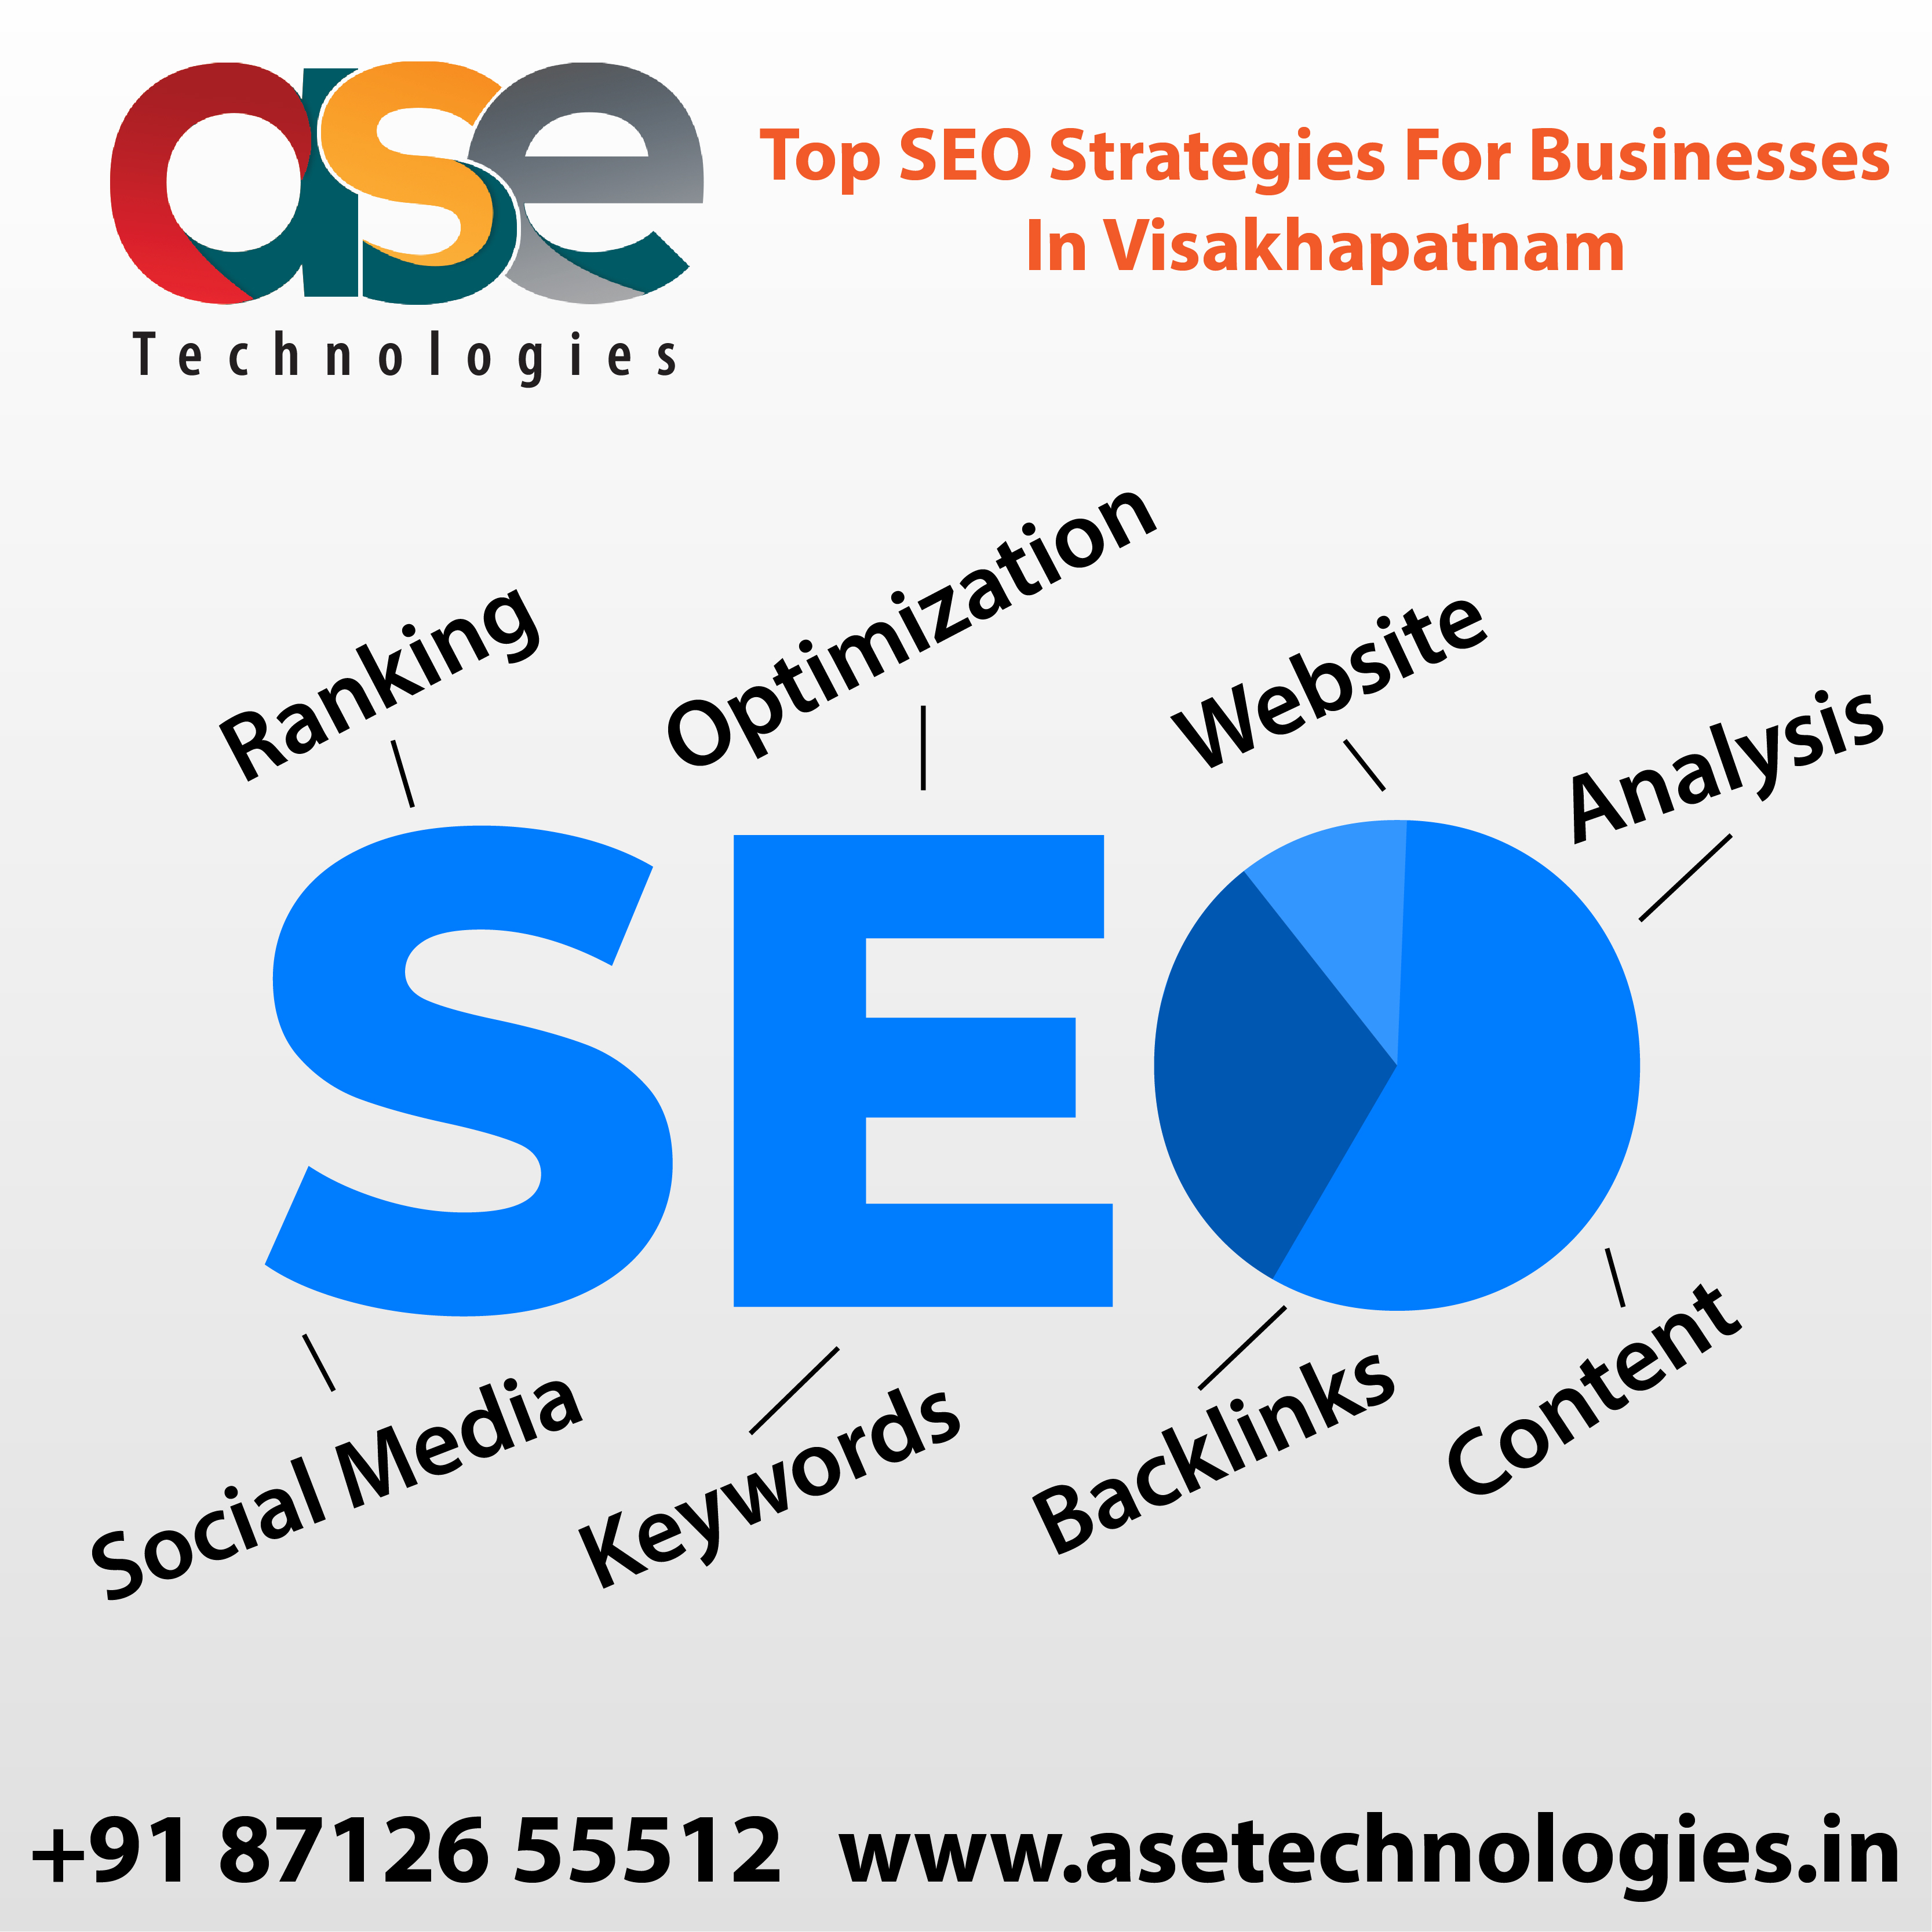 ase
Technologies
Top SEO Strategies For Businesses
In Visakhapatnam
Ranking
Optimization
Website
Analysis
SEO
Social Media
Keywords
Backlinks
Content
+91 87126 55512 www.asetechnologies.in